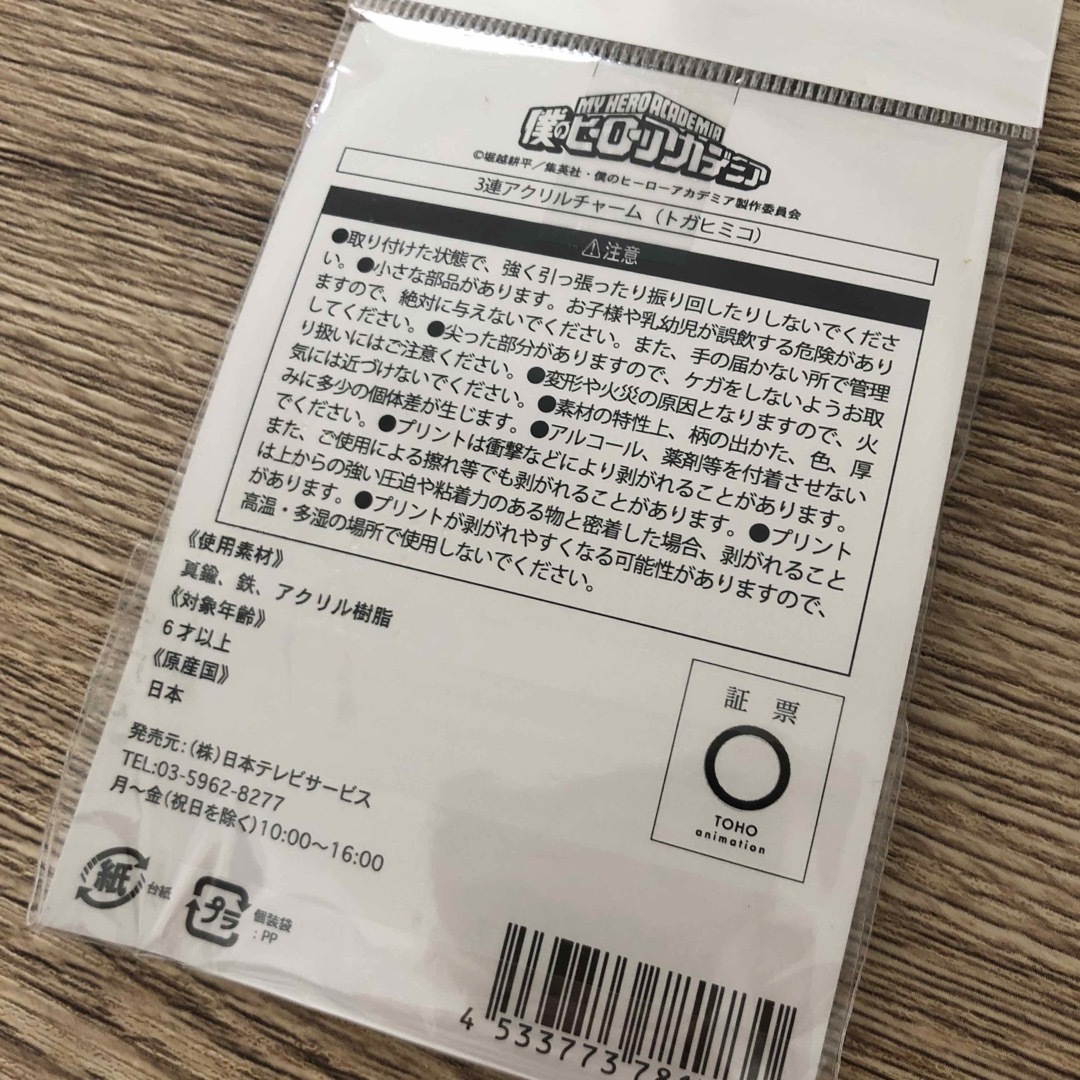 MY HERO ACADEMIA
僕のヒーローアカデミア
©堀越耕平／集英社・僕のヒーローアカデミア製作委員会
3連アクリルチャーム（トガヒミコ）
⚠注意
●取り付けた状態で、強く引っ張ったり振り回したりしないでくださ
い。●小さな部品があります。お子様や乳幼児が誤飲する危険があり
ますので、絶対に与えないでください。また、手の届かない所で管理
してください。●尖った部分がありますので、ケガをしないようお取
り扱いにはご注意ください。●変形や火災の原因となりますので、火
気には近づけないでください。●素材の特性上、柄の出かた、色、厚
みに多少の個体差が生じます。●アルコール、薬剤等を付着させない
でください。●プリントは衝撃などにより剥がれることがあります。
また、ご使用による擦れ等でも剥がれることがあります。●プリント
は上からの強い圧迫や粘着力のある物と密着した場合、剥がれること
があります。●プリントが剥がれやすくなる可能性がありますので、
高温・多湿の場所で使用しないでください。
《使用素材》
真鍮、鉄、アクリル樹脂
《対象年齢》
6才以上
《原産国》
日本
発売元：（株）日本テレビサービス
TEL:03-5962-8277
月〜金（祝日を除く）10:00〜16:00
証票
TOHO
animation
紙 台紙
プラ 個装袋
：PP
4 533773 78